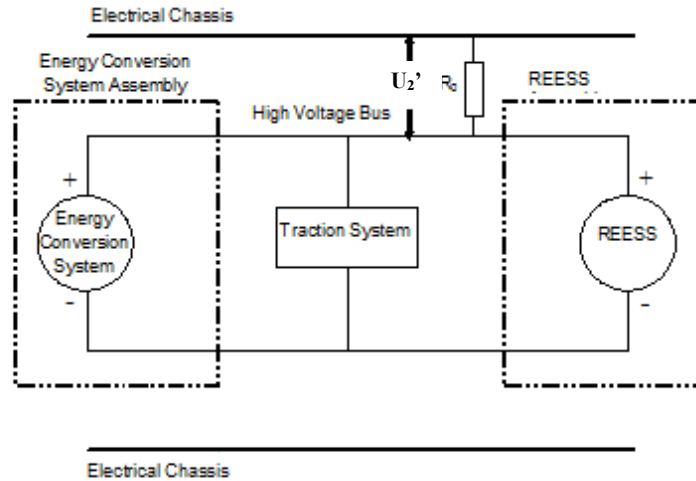 Electrical Chassis
Energy Conversion
System Assembly
U₂’
R₀
REESS
High Voltage Bus
+
+
Energy
Conversion
System
Traction System
REESS
-
-
Electrical Chassis